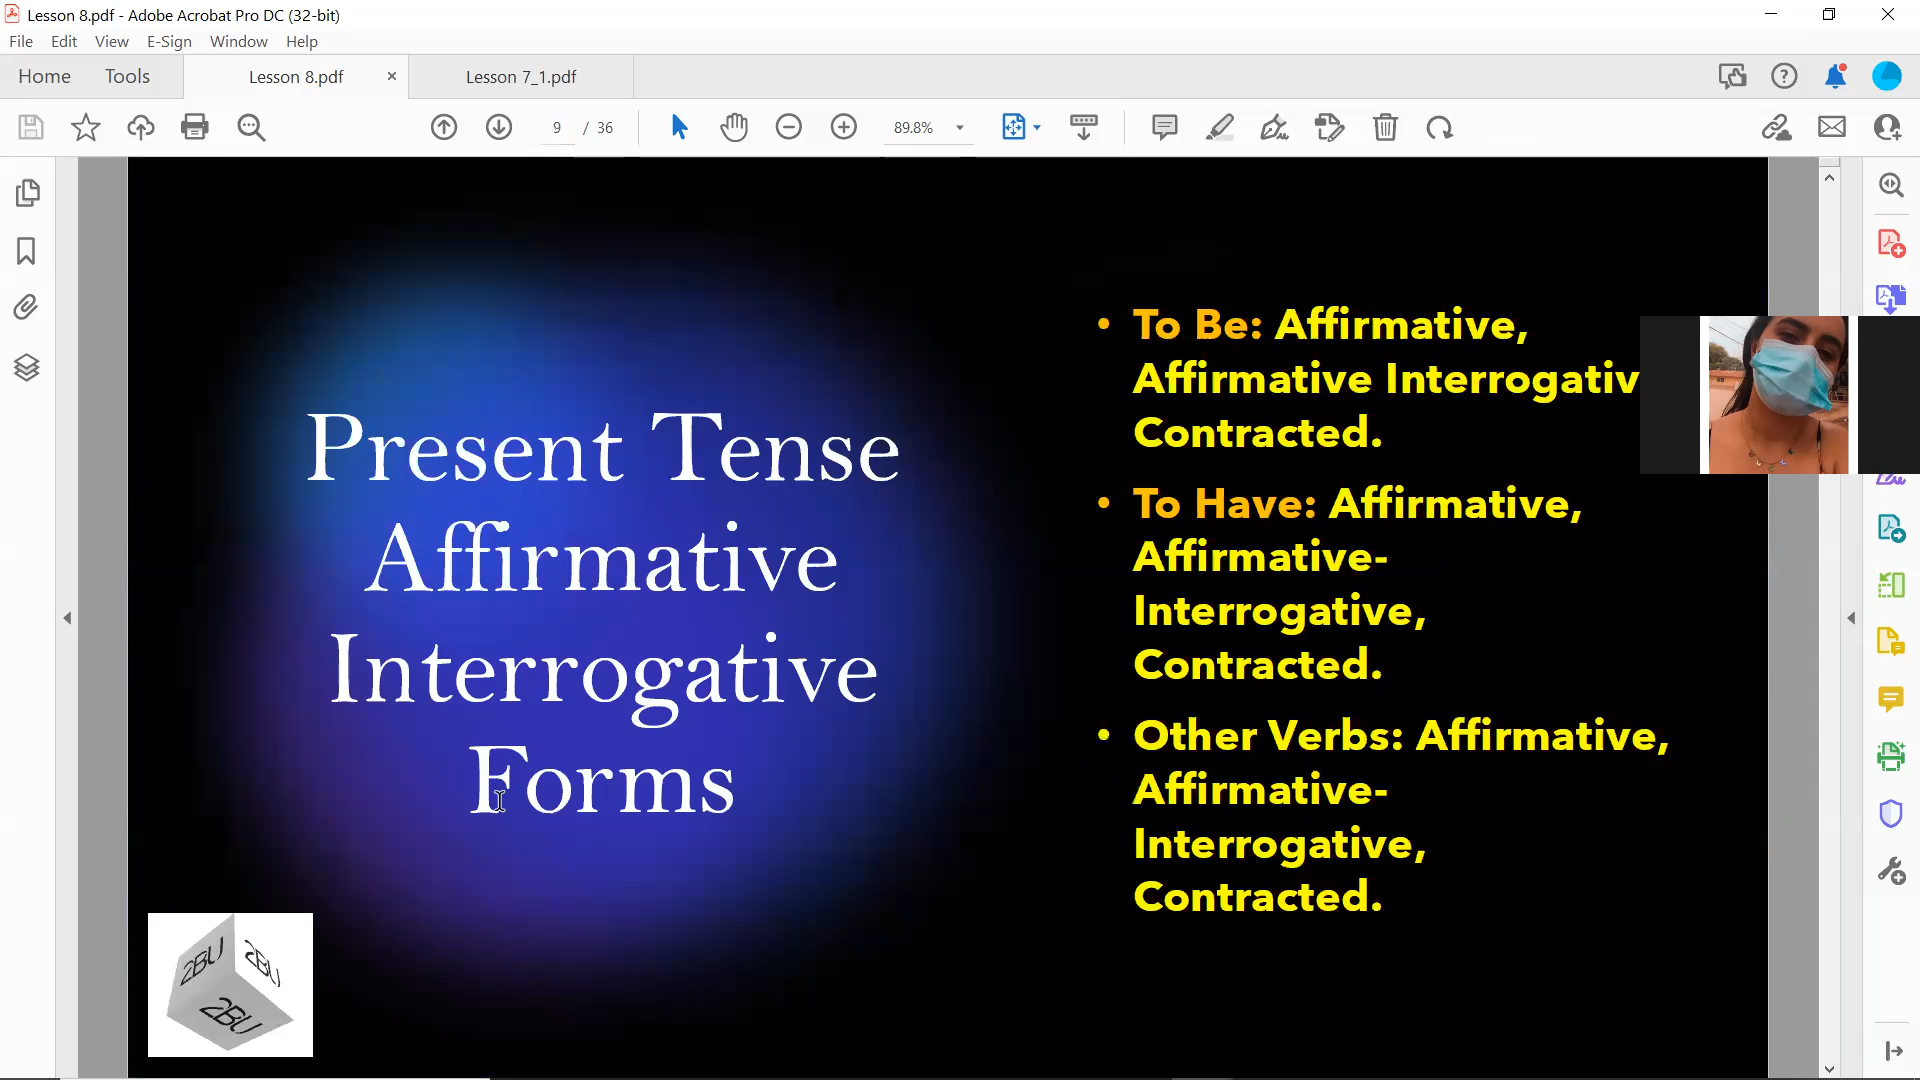 Lesson 8.pdf - Adobe Acrobat Pro DC (32-bit)
File Edit View E-Sign Window Help
Home Tools Lesson 8.pdf × Lesson 7_1.pdf
9 / 36 89.8%
Present Tense
Affirmative
Interrogative
Forms
• To Be: Affirmative,
Affirmative Interrogativ
Contracted.
• To Have: Affirmative,
Affirmative-
Interrogative,
Contracted.
• Other Verbs: Affirmative,
Affirmative-
Interrogative,
Contracted.
2BU 2BU
2BU